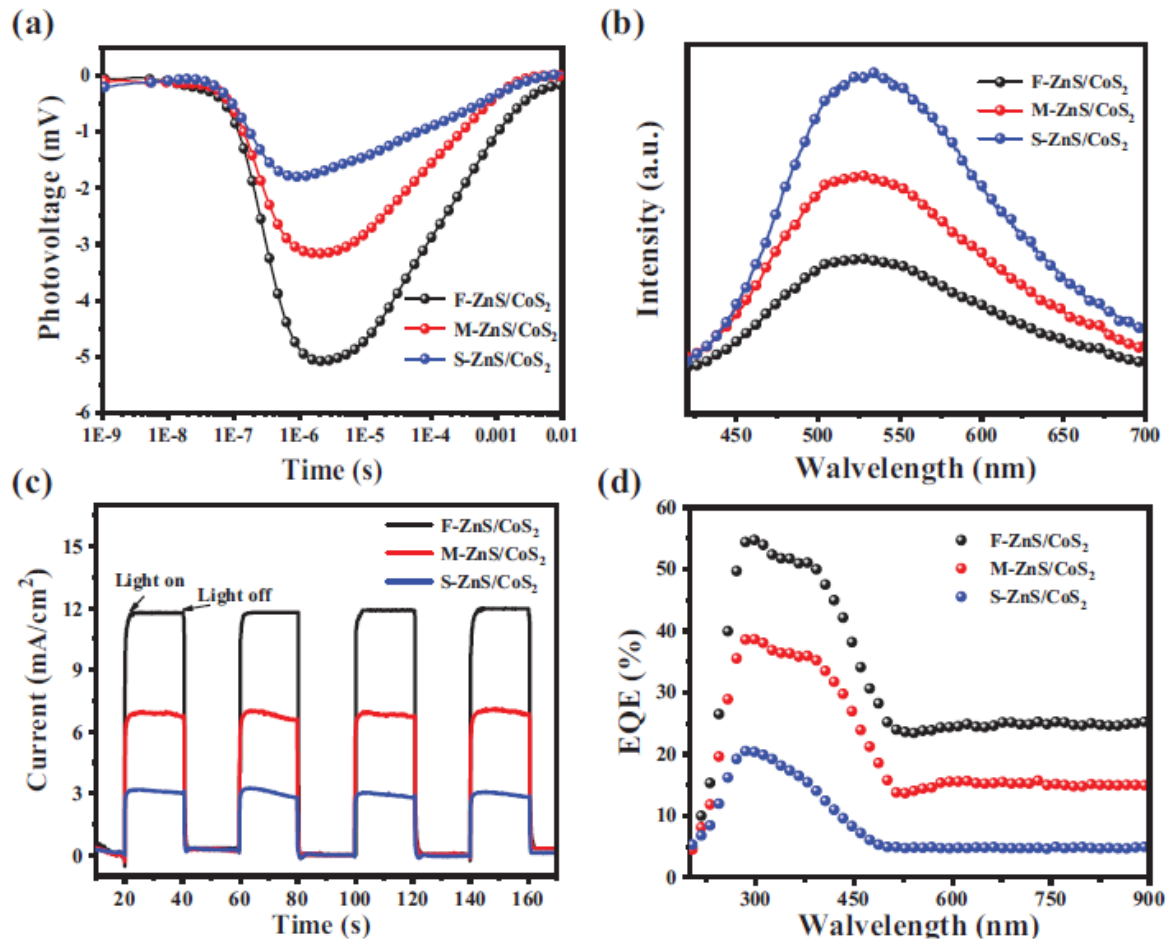 (a)
Photovoltage (mV)
0
-1
-2
-3
-4
-5
-6
F-ZnS/CoS₂
M-ZnS/CoS₂
S-ZnS/CoS₂
1E-9 1E-8 1E-7 1E-6 1E-5 1E-4 0.001 0.01
Time (s)
(b)
Intensity (a.u.)
F-ZnS/CoS₂
M-ZnS/CoS₂
S-ZnS/CoS₂
450 500 550 600 650 700
Walvelength (nm)
(c)
Current (mA/cm²)
15
12
9
6
3
0
F-ZnS/CoS₂
M-ZnS/CoS₂
S-ZnS/CoS₂
Light on
Light off
20 40 60 80 100 120 140 160
Time (s)
(d)
EQE (%)
60
50
40
30
20
10
0
F-ZnS/CoS₂
M-ZnS/CoS₂
S-ZnS/CoS₂
300 450 600 750 900
Walvelength (nm)